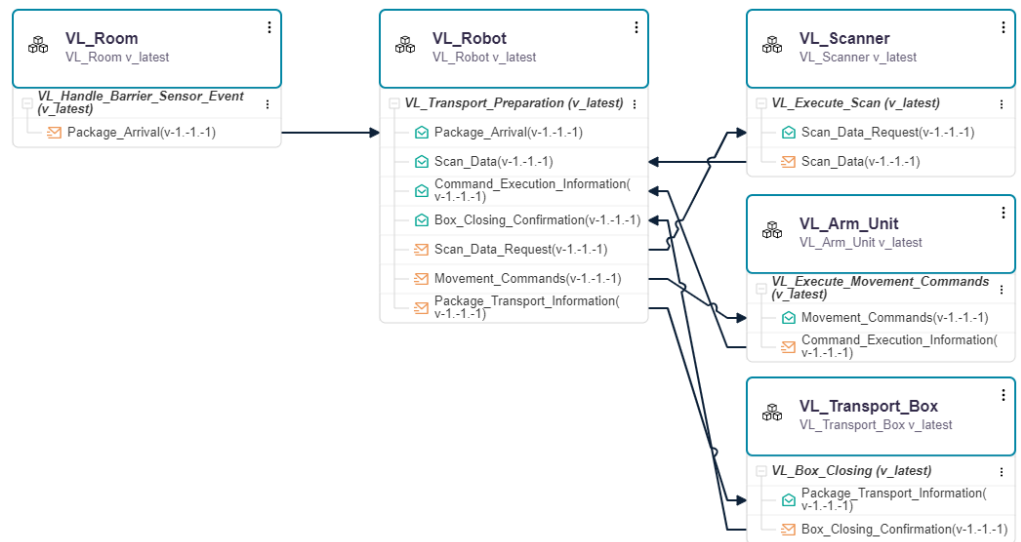 VL_Room
VL_Room v_latest
VL_Handle_Barrier_Sensor_Event
(v_latest)
Package_Arrival(v-1.-1.-1)
VL_Robot
VL_Robot v_latest
VL_Transport_Preparation (v_latest)
Package_Arrival(v-1.-1.-1)
Scan_Data(v-1.-1.-1)
Command_Execution_Information(
v-1.-1.-1)
Box_Closing_Confirmation(v-1.-1.-1)
Scan_Data_Request(v-1.-1.-1)
Movement_Commands(v-1.-1.-1)
Package_Transport_Information(
v-1.-1.-1)
VL_Scanner
VL_Scanner v_latest
VL_Execute_Scan (v_latest)
Scan_Data_Request(v-1.-1.-1)
Scan_Data(v-1.-1.-1)
VL_Arm_Unit
VL_Arm_Unit v_latest
VL_Execute_Movement_Commands
(v_latest)
Movement_Commands(v-1.-1.-1)
Command_Execution_Information(
v-1.-1.-1)
VL_Transport_Box
VL_Transport_Box v_latest
VL_Box_Closing (v_latest)
Package_Transport_Information(
v-1.-1.-1)
Box_Closing_Confirmation(v-1.-1.-1)